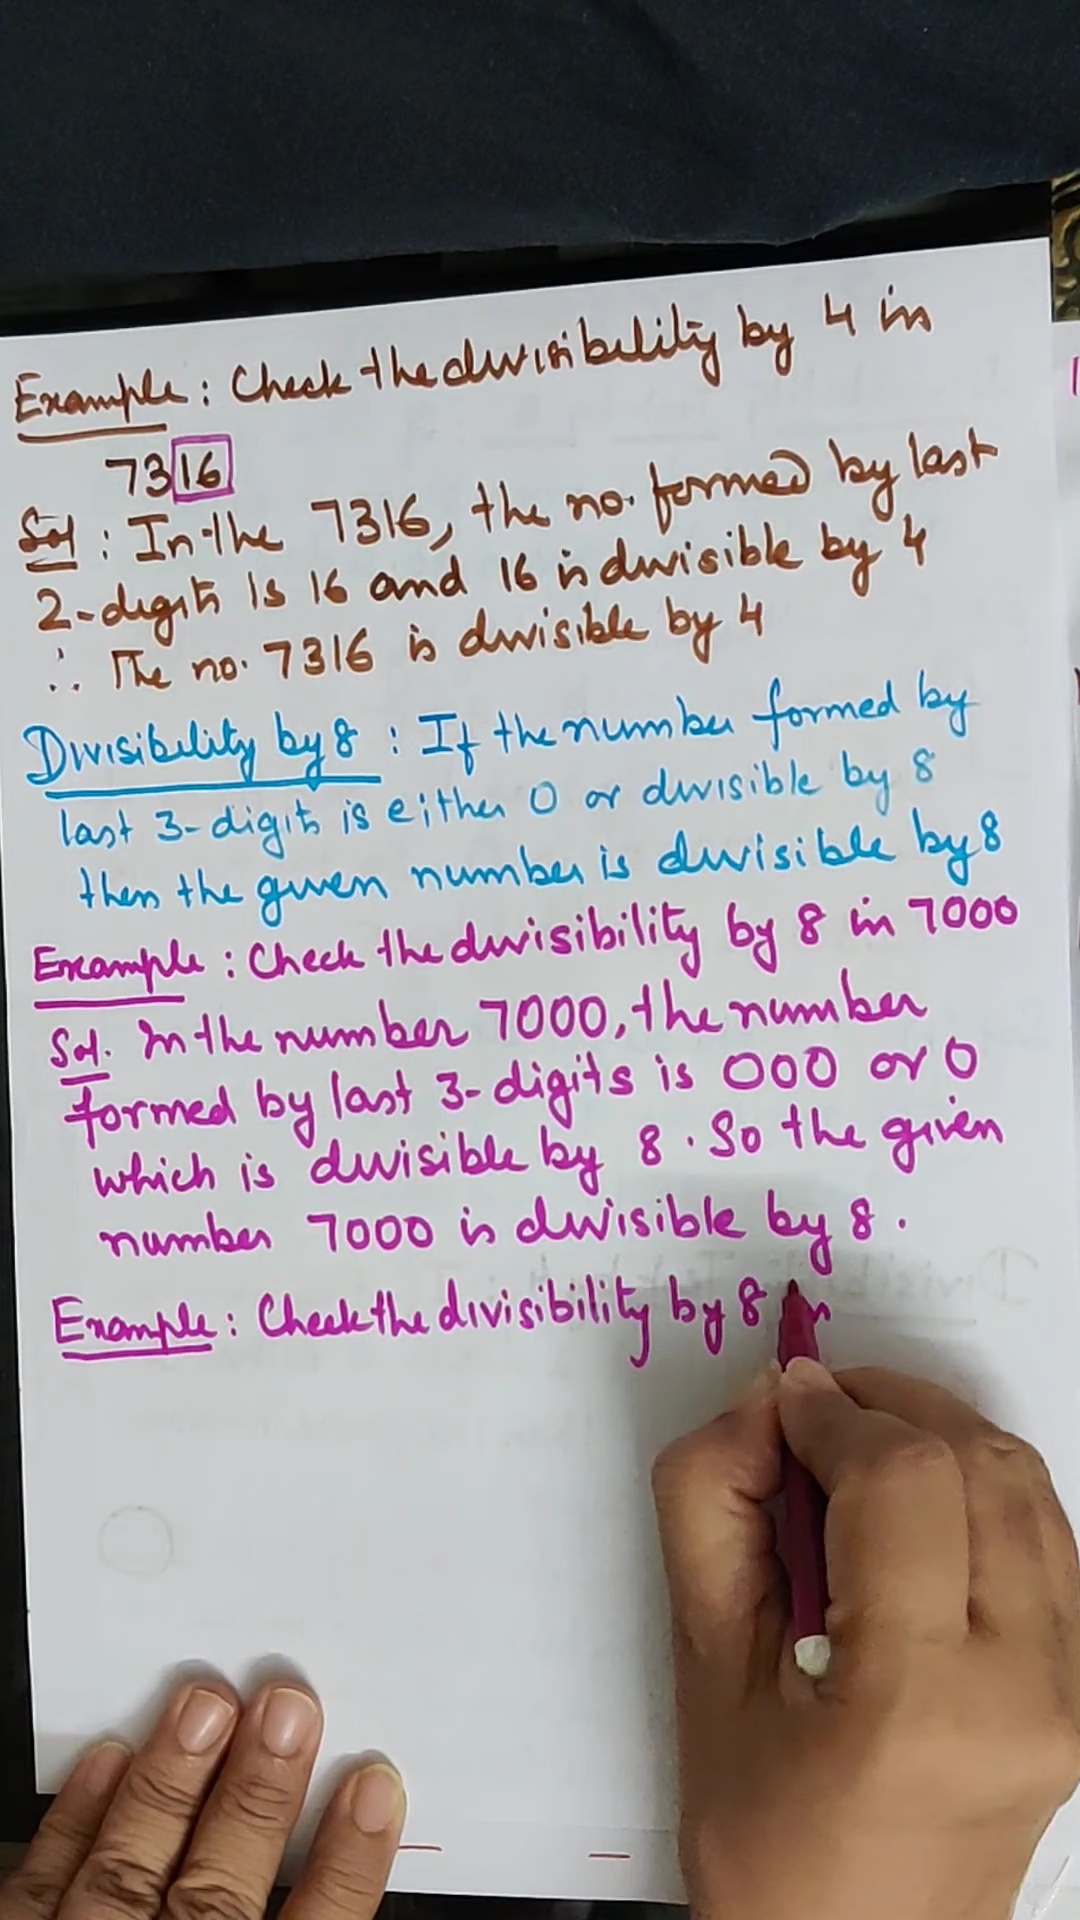 Example: Check the divisibility by 4 in
7316
Sol: In the 7316, the no. formed by last
2-digits is 16 and 16 is divisible by 4
∴ The no. 7316 is divisible by 4
Divisibility by 8: If the number formed by
last 3-digits is either 0 or divisible by 8
then the given number is divisible by 8
Example: Check the divisibility by 8 in 7000
Sol. In the number 7000, the number
formed by last 3-digits is 000 or 0
which is divisible by 8. So the given
number 7000 is divisible by 8.
Example: Check the divisibility by 8 in